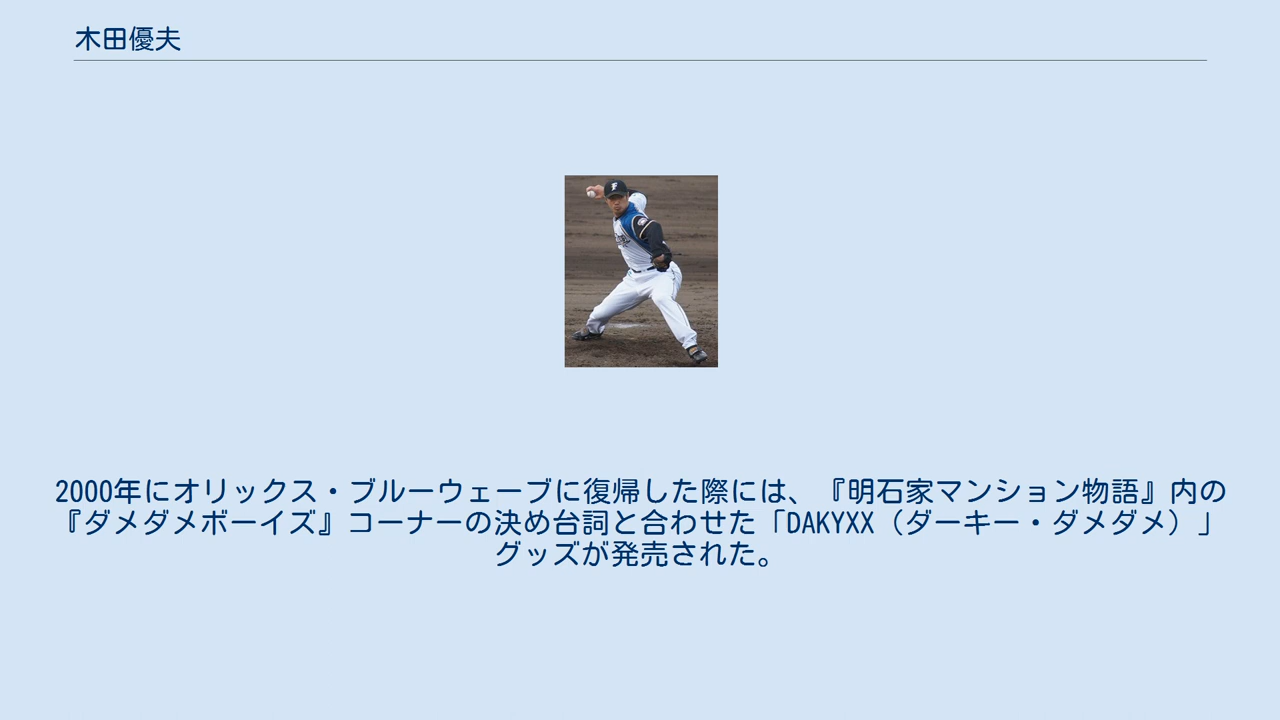 木田優夫
2000年にオリックス・ブルーウェーブに復帰した際には、『明石家マンション物語』内の
『ダメダメボーイズ』コーナーの決め台詞と合わせた「DAKYXX（ダーキー・ダメダメ）」
グッズが発売された。